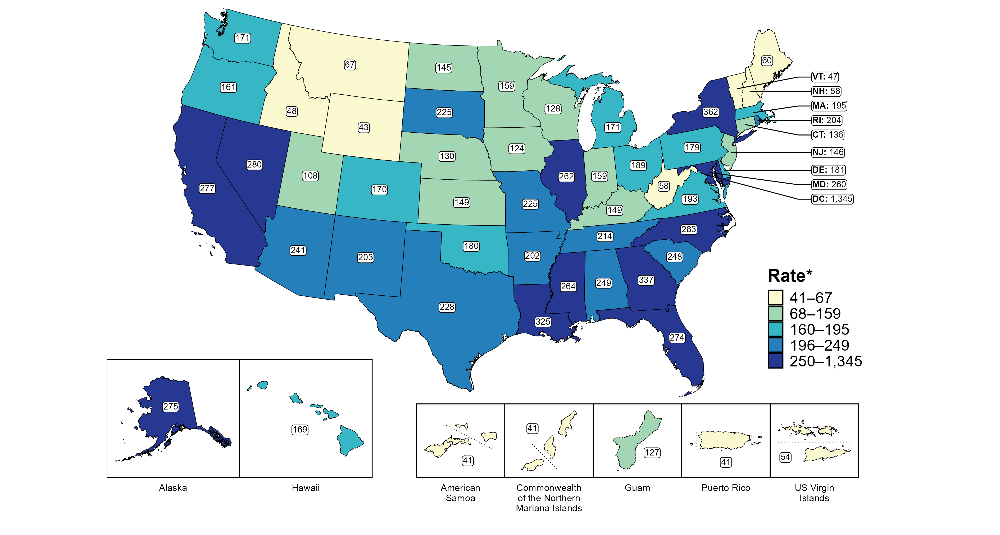 171
67
145
159
60
VT: 47
NH: 58
MA: 195
RI: 204
CT: 136
NJ: 146
DE: 181
MD: 260
DC: 1,345
161
48
43
225
128
171
362
280
277
108
170
130
124
149
225
262
159
189
179
58
193
149
241
203
180
202
214
283
248
228
325
264
249
337
274
Rate*
41–67
68–159
160–195
196–249
250–1,345
275
169
41
41
127
41
54
Alaska
Hawaii
American
Samoa
Commonwealth
of the Northern
Mariana Islands
Guam
Puerto Rico
US Virgin
Islands